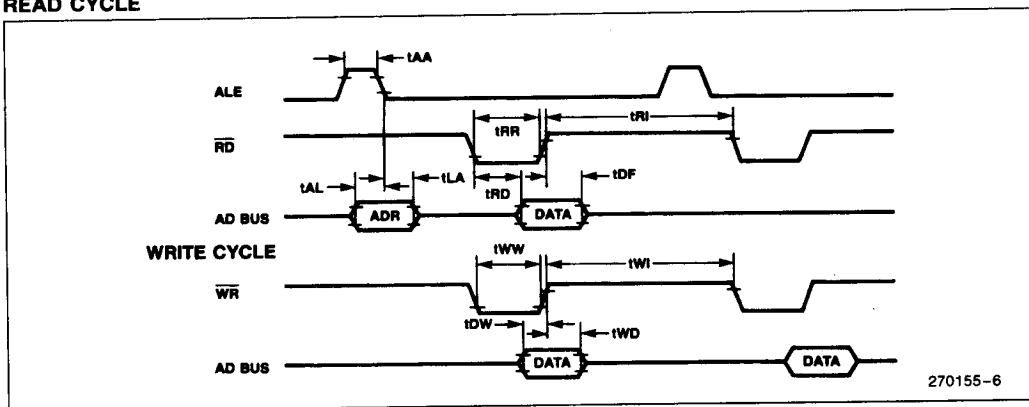 READ CYCLE
tAA
ALE
tRR
tRI
RD
tAL
tLA
tRD
tDF
AD BUS
ADR
DATA
WRITE CYCLE
tWW
tWI
WR
tDW
tWD
AD BUS
DATA
DATA
270155-6